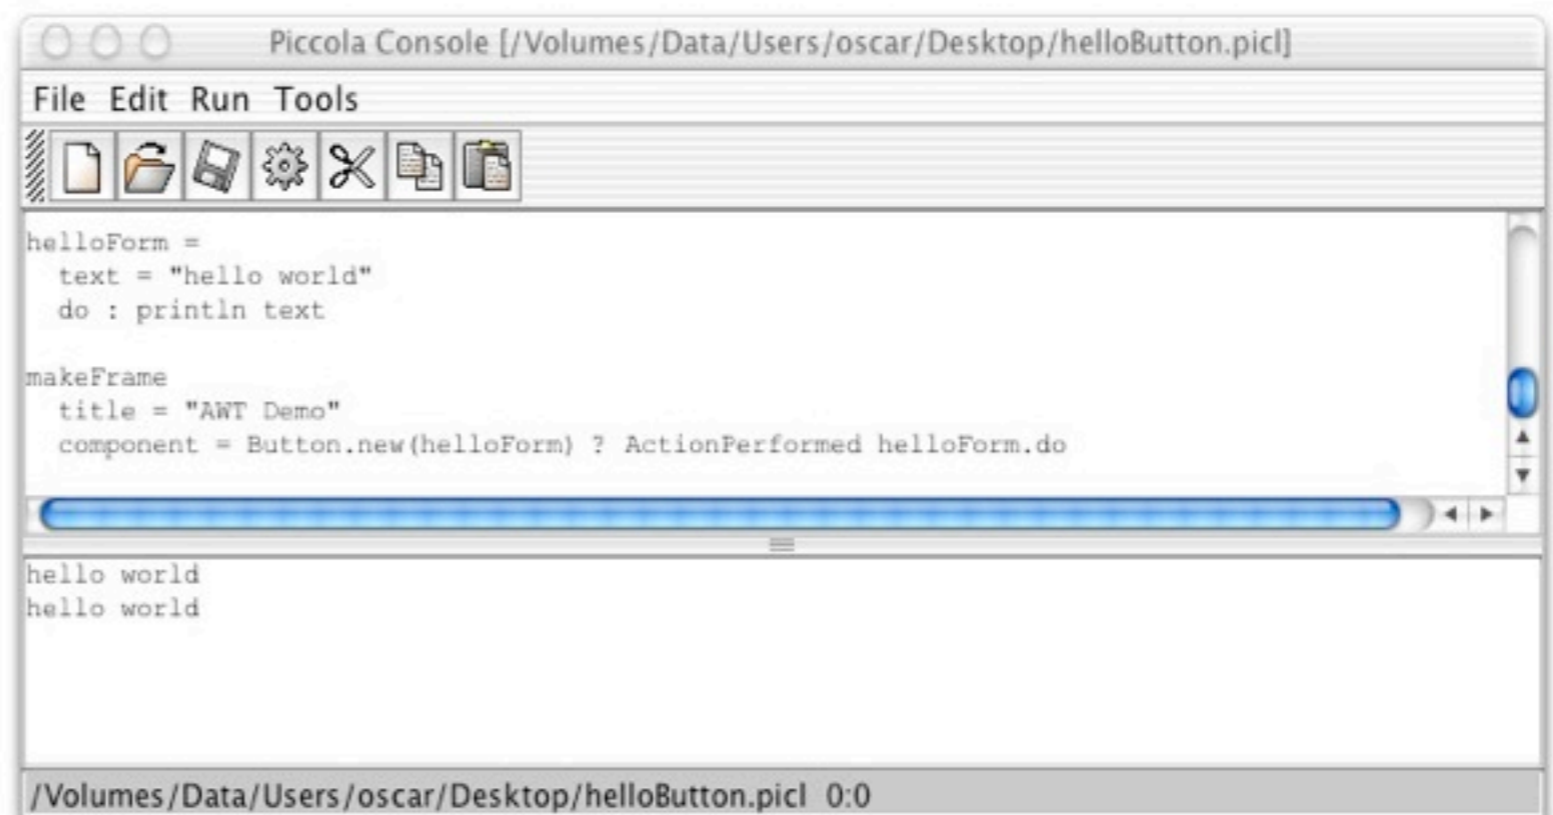 Piccola Console [/Volumes/Data/Users/oscar/Desktop/helloButton.picl]
File Edit Run Tools
helloForm =
  text = "hello world"
  do : println text
makeFrame
  title = "AWT Demo"
  component = Button.new(helloForm) ? ActionPerformed helloForm.do
hello world
hello world
/Volumes/Data/Users/oscar/Desktop/helloButton.picl 0:0